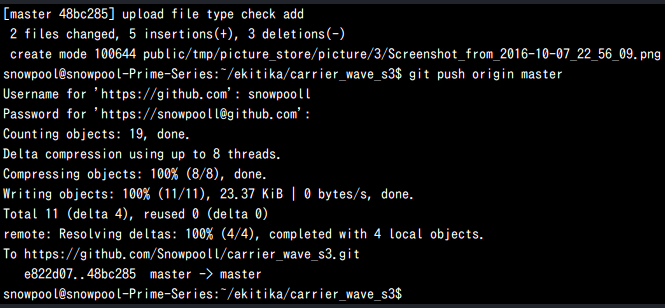 [master 48bc285] upload file type check add
 2 files changed, 5 insertions(+), 3 deletions(-)
 create mode 100644 public/tmp/picture_store/picture/3/Screenshot_from_2016-10-07_22_56_09.png
snowpool@snowpool-Prime-Series:~/ekitika/carrier_wave_s3$ git push origin master
Username for 'https://github.com': snowpooll
Password for 'https://snowpooll@github.com':
Counting objects: 19, done.
Delta compression using up to 8 threads.
Compressing objects: 100% (8/8), done.
Writing objects: 100% (11/11), 23.37 KiB | 0 bytes/s, done.
Total 11 (delta 4), reused 0 (delta 0)
remote: Resolving deltas: 100% (4/4), completed with 4 local objects.
To https://github.com/Snowpooll/carrier_wave_s3.git
   e822d07..48bc285  master -> master
snowpool@snowpool-Prime-Series:~/ekitika/carrier_wave_s3$